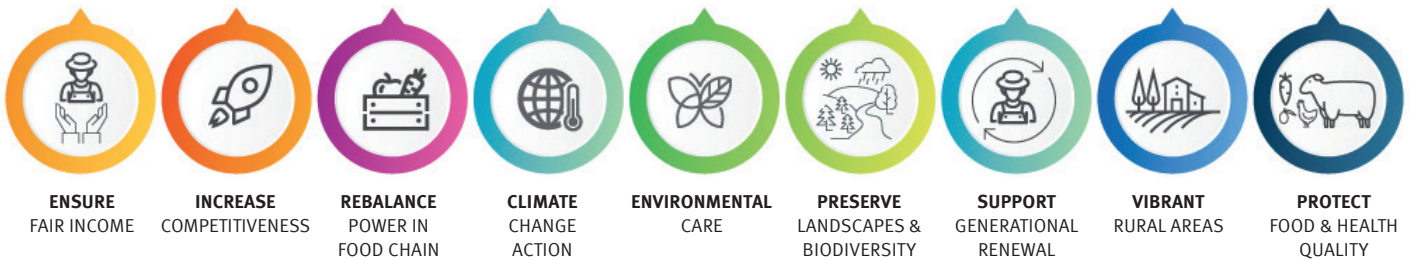 ENSURE
FAIR INCOME
INCREASE
COMPETITIVENESS
REBALANCE
POWER IN
FOOD CHAIN
CLIMATE
CHANGE
ACTION
ENVIRONMENTAL
CARE
PRESERVE
LANDSCAPES &
BIODIVERSITY
SUPPORT
GENERATIONAL
RENEWAL
VIBRANT
RURAL AREAS
PROTECT
FOOD & HEALTH
QUALITY